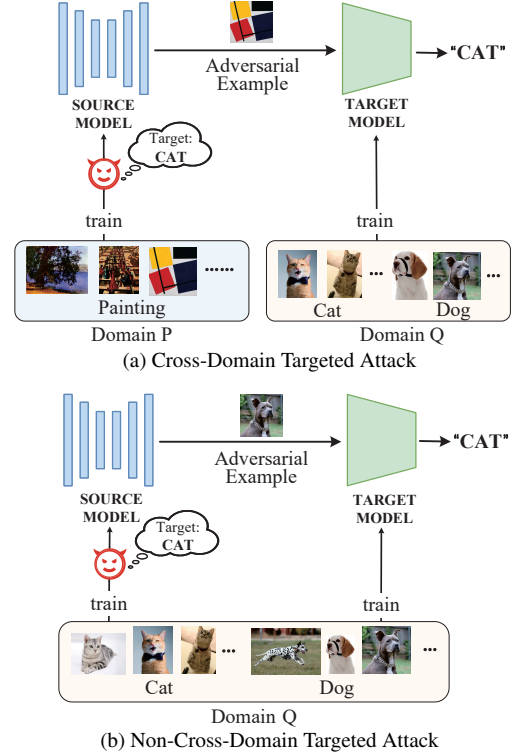 Adversarial
Example
"CAT"
SOURCE
MODEL
TARGET
MODEL
Target:
CAT
train
train
......
Painting
Domain P
...
...
Cat
Dog
Domain Q
(a) Cross-Domain Targeted Attack
Adversarial
Example
"CAT"
SOURCE
MODEL
TARGET
MODEL
Target:
CAT
train
train
...
...
Cat
Dog
Domain Q
(b) Non-Cross-Domain Targeted Attack